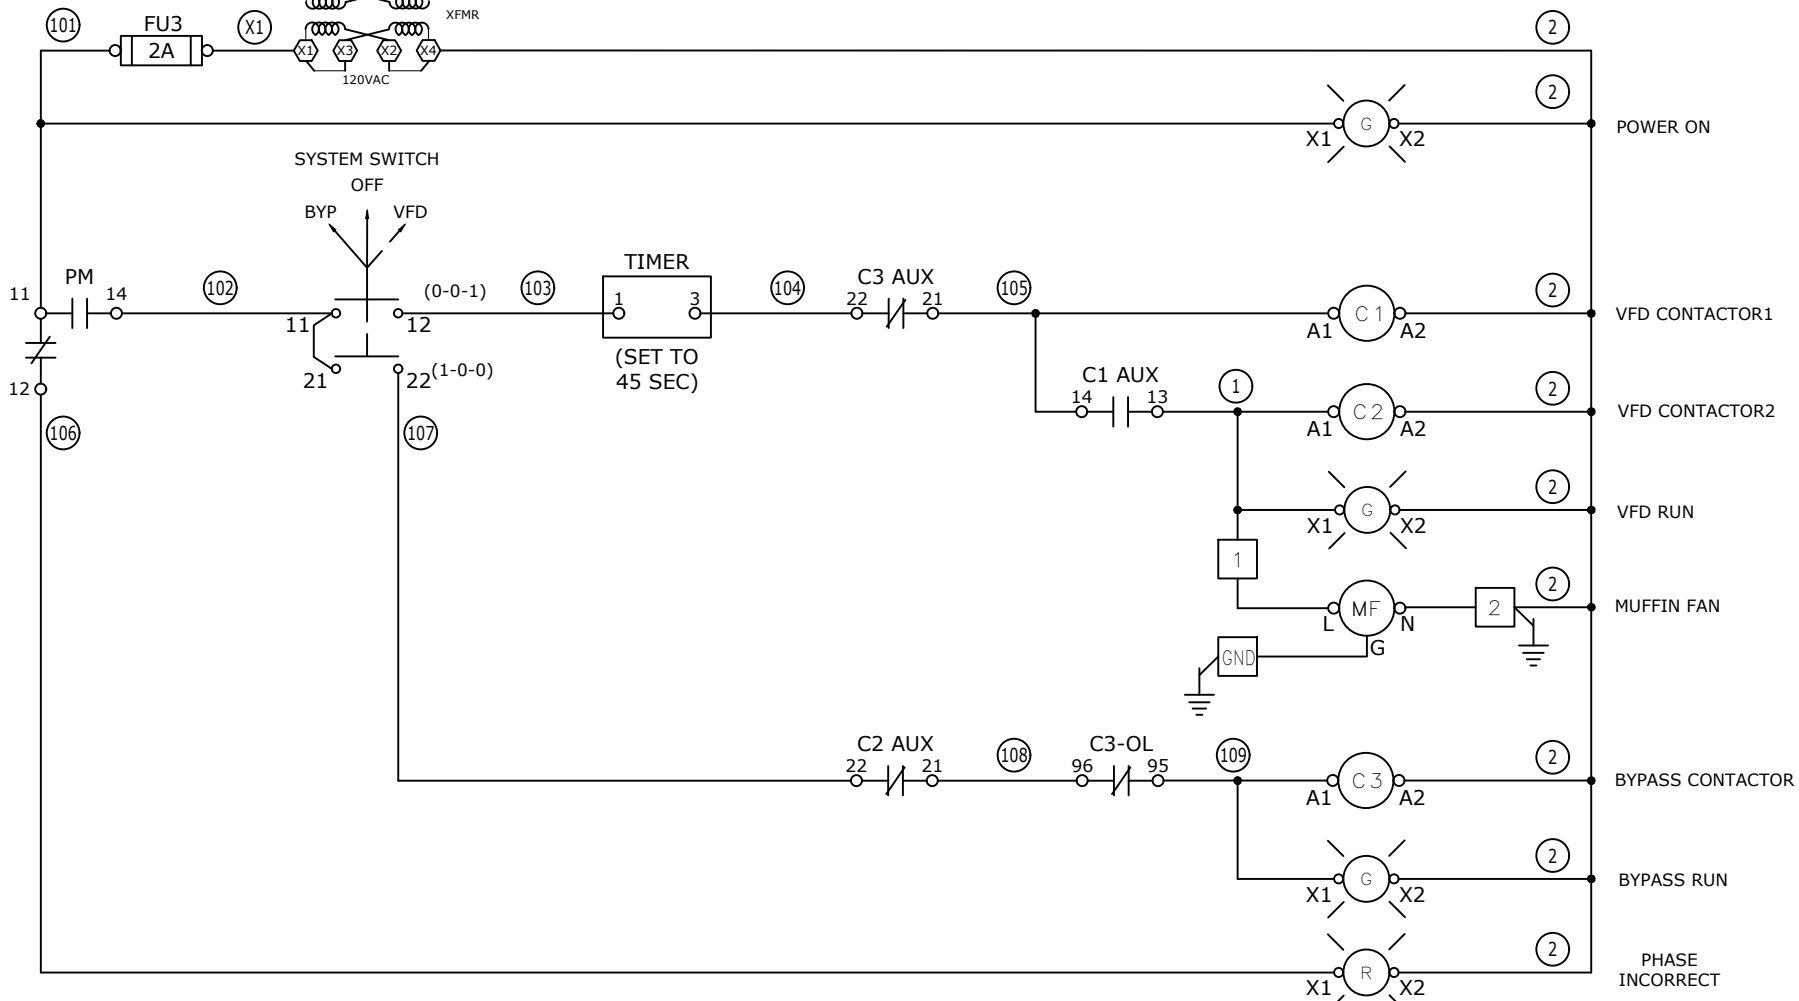 XFMR
101
FU3
2A
X1
X1
X3
X2
X4
120VAC
2
2
G
X1
X2
POWER ON
SYSTEM SWITCH
OFF
BYP
VFD
11
PM
14
102
11
12
(0-0-1)
103
TIMER
1
3
(SET TO
45 SEC)
104
C3 AUX
22
21
105
C1
A1
A2
2
VFD CONTACTOR1
12
21
22
(1-0-0)
106
107
C1 AUX
14
13
1
C2
A1
A2
2
VFD CONTACTOR2
G
X1
X2
2
VFD RUN
1
MF
L
N
G
2
2
MUFFIN FAN
GND
C2 AUX
22
21
108
C3-OL
96
95
109
C3
A1
A2
2
BYPASS CONTACTOR
G
X1
X2
2
BYPASS RUN
R
X1
X2
2
PHASE
INCORRECT